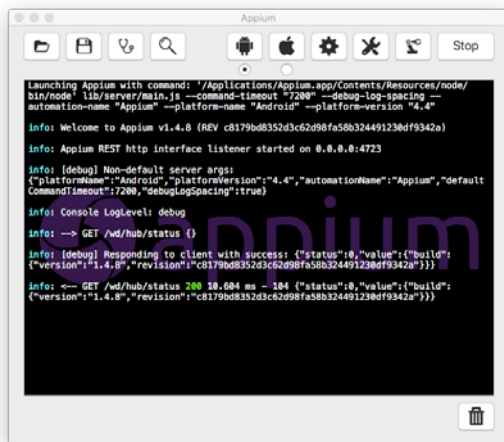 Appium
Stop
Launching Appium with command: '/Applications/Appium.app/Contents/Resources/node/
bin/node' lib/server/main.js --command-timeout "7200" --debug-log-spacing --
automation-name "Appium" --platform-name "Android" --platform-version "4.4"
info: Welcome to Appium v1.4.8 (REV c8179bd8352d3c62d98fa58b324491230df9342a)
info: Appium REST http interface listener started on 0.0.0.0:4723
info: [debug] Non-default server args:
{"platformName":"Android","platformVersion":"4.4","automationName":"Appium","default
CommandTimeout":7200,"debugLogSpacing":true}
info: Console LogLevel: debug
info: --> GET /wd/hub/status {}
info: [debug] Responding to client with success: {"status":0,"value":{"build":
{"version":"1.4.8","revision":"c8179bd8352d3c62d98fa58b324491230df9342a"}}}
info: <-- GET /wd/hub/status 200 10.604 ms - 104 {"status":0,"value":{"build":
{"version":"1.4.8","revision":"c8179bd8352d3c62d98fa58b324491230df9342a"}}}
appium